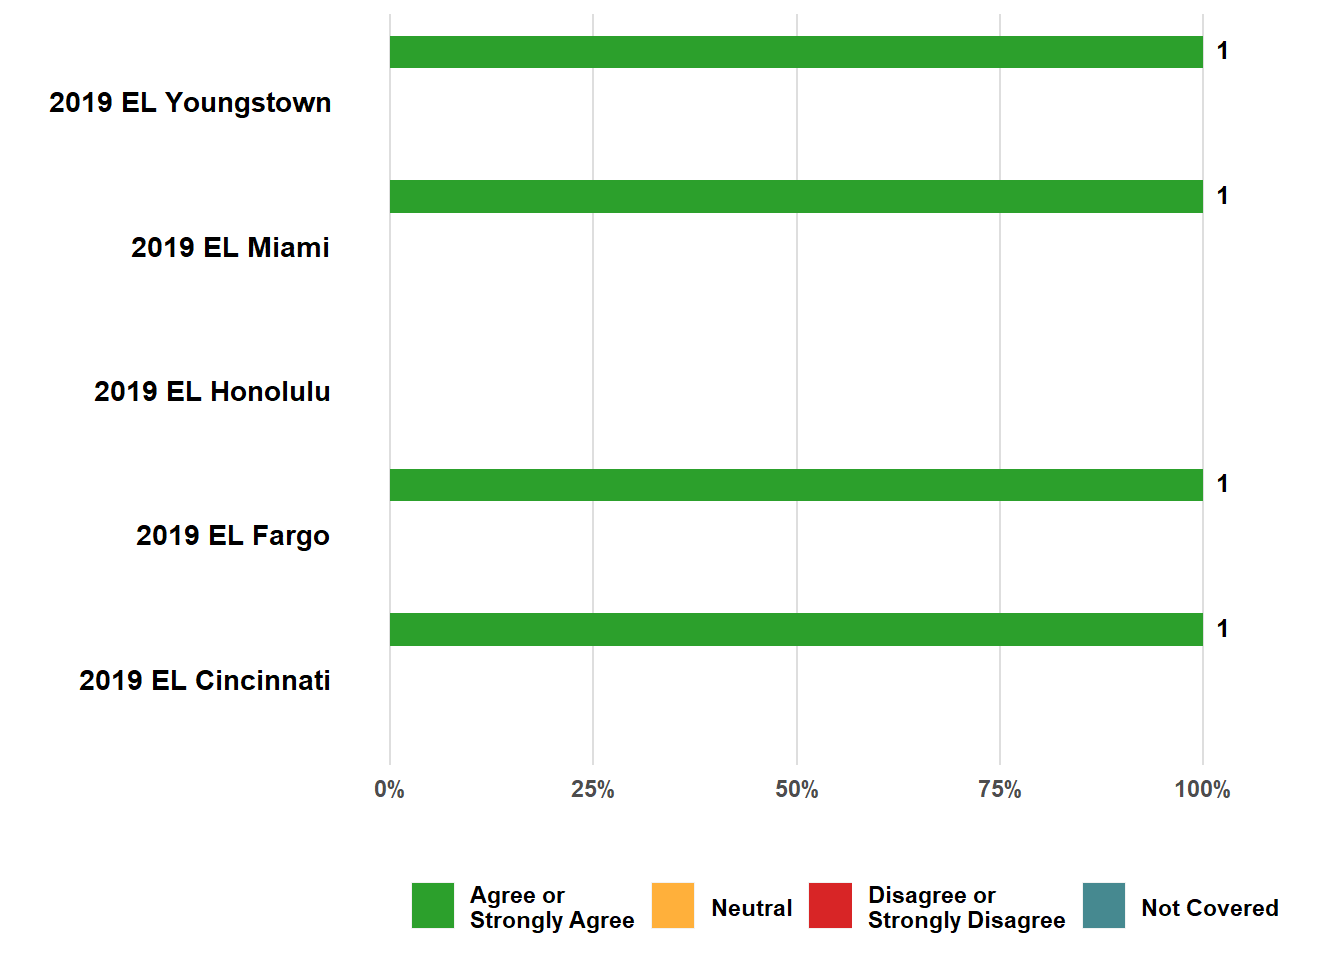 1
2019 EL Youngstown
1
2019 EL Miami
2019 EL Honolulu
1
2019 EL Fargo
1
2019 EL Cincinnati
0% 25% 50% 75% 100%
Agree or
Strongly Agree
Neutral
Disagree or
Strongly Disagree
Not Covered